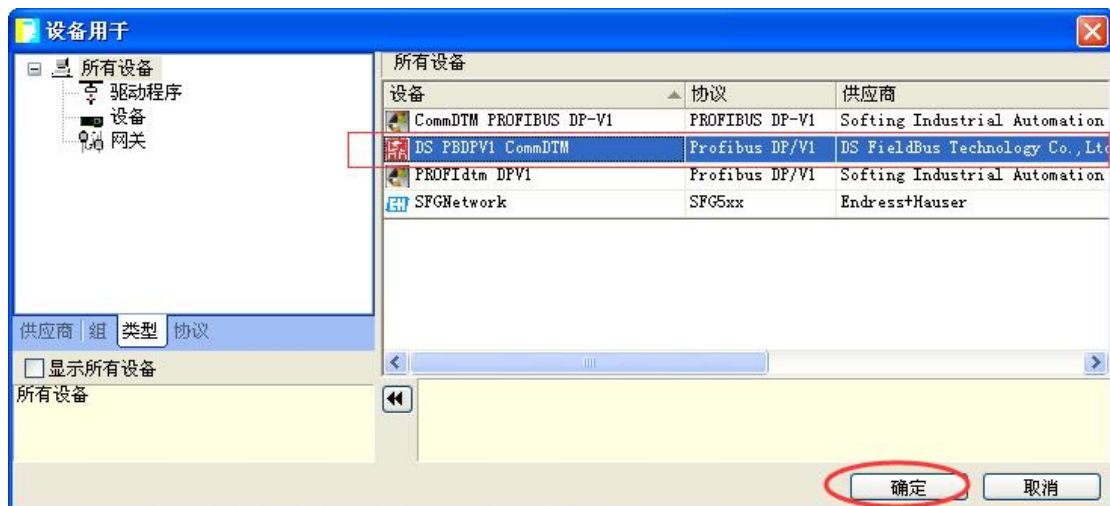 设备用于
所有设备
驱动程序
设备
网关
供应商 组 类型 协议
显示所有设备
所有设备
所有设备
设备 协议 供应商
CommDTM PROFIBUS DP-V1 PROFIBUS DP-V1 Softing Industrial Automation
DS PBDPV1 CommDTM Profibus DP/V1 DS FieldBus Technology Co.,Ltd
PROFIdtm DPV1 Profibus DP/V1 Softing Industrial Automation
SFGNetwork SFG5xx Endress+Hauser
确定 取消